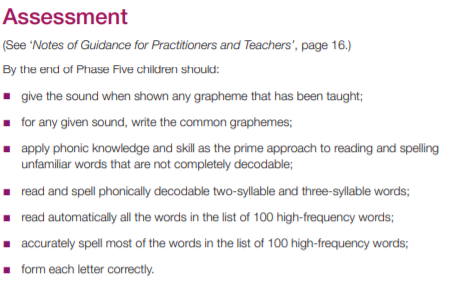 Assessment
(See ‘Notes of Guidance for Practitioners and Teachers’, page 16.)
By the end of Phase Five children should:
■ give the sound when shown any grapheme that has been taught;
■ for any given sound, write the common graphemes;
■ apply phonic knowledge and skill as the prime approach to reading and spelling
unfamiliar words that are not completely decodable;
■ read and spell phonically decodable two-syllable and three-syllable words;
■ read automatically all the words in the list of 100 high-frequency words;
■ accurately spell most of the words in the list of 100 high-frequency words;
■ form each letter correctly.